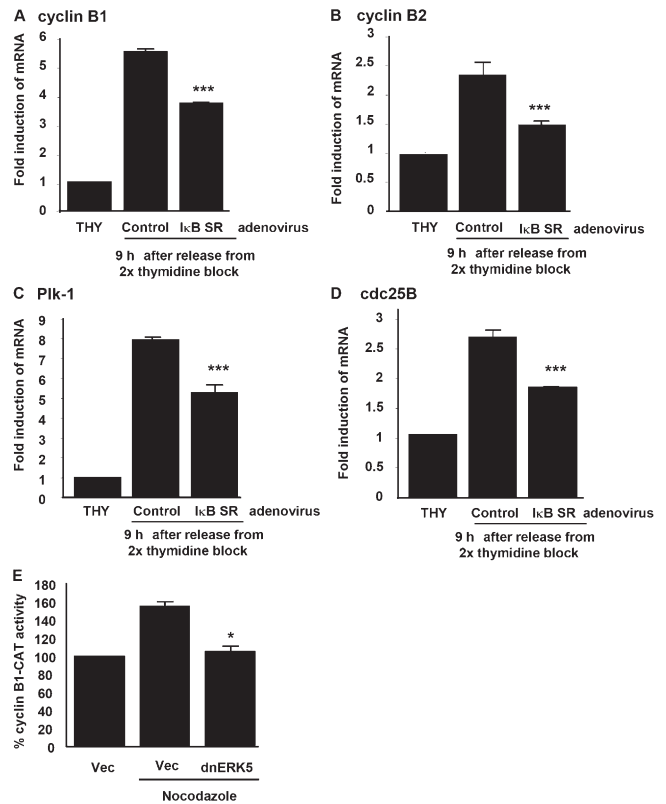 A cyclin B1
Fold induction of mRNA
6
5
4
3
2
1
0
***
THY Control IκB SR adenovirus
9 h after release from
2x thymidine block
B cyclin B2
Fold induction of mRNA
3
2.5
2
1.5
1
0.5
0
***
THY Control IκB SR adenovirus
9 h after release from
2x thymidine block
C Plk-1
Fold induction of mRNA
9
8
7
6
5
4
3
2
1
0
***
THY Control IκB SR adenovirus
9 h after release from
2x thymidine block
D cdc25B
Fold induction of mRNA
3
2.5
2
1.5
1
0.5
0
***
THY Control IκB SR adenovirus
9 h after release from
2x thymidine block
E
% cyclin B1-CAT activity
180
160
140
120
100
80
60
40
20
0
*
Vec Vec dnERK5
Nocodazole